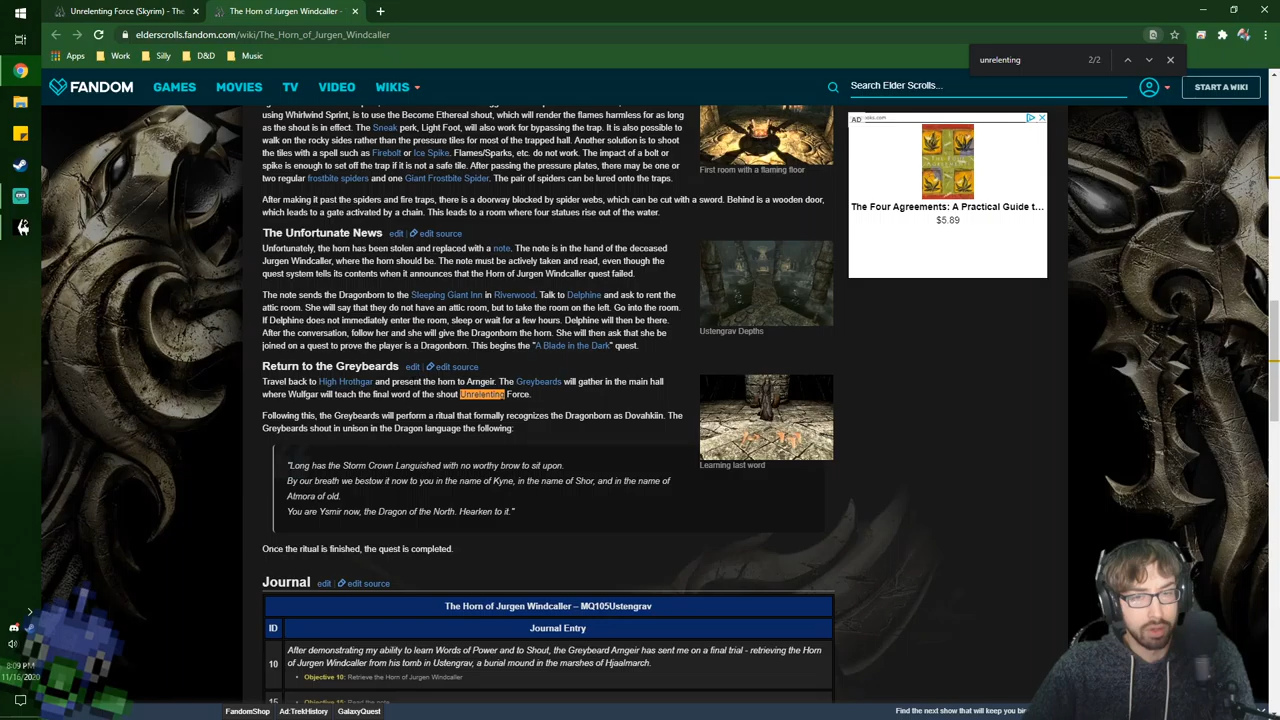 elderscrolls.fandom.com/wiki/The_Horn_of_Jurgen_Windcaller
Apps Work Silly D&D Music
unrelenting 2/2
FANDOM GAMES MOVIES TV VIDEO WIKIS Search Elder Scrolls... START A WIKI
using Whirlwind Sprint, is to use the Become Ethereal shout, which will render the flames harmless for as long
as the shout is in effect. The Sneak perk, Light Foot, will also work for bypassing the trap. It is also possible to
walk on the rocky sides rather than the pressure tiles for most of the trapped hall. Another solution is to shoot
the tiles with a spell such as Firebolt or Ice Spike. Flames/Sparks, etc. do not work. The impact of a bolt or
spike is enough to set off the trap if it is not a safe tile. After passing the pressure plates, there may be one or
two regular frostbite spiders and one Giant Frostbite Spider. The pair of spiders can be lured onto the traps.
First room with a flaming floor
After making it past the spiders and fire traps, there is a doorway blocked by spider webs, which can be cut with a sword. Behind is a wooden door,
which leads to a gate activated by a chain. This leads to a room where four statues rise out of the water.
The Unfortunate News edit edit source
Unfortunately, the horn has been stolen and replaced with a note. The note is in the hand of the deceased
Jurgen Windcaller, where the horn should be. The note must be actively taken and read, even though the
quest system tells its contents when it announces that the Horn of Jurgen Windcaller quest failed.
The note sends the Dragonborn to the Sleeping Giant Inn in Riverwood. Talk to Delphine and ask to rent the
attic room. She will say that they do not have an attic room, but to take the room on the left. Go into the room.
If Delphine does not immediately enter the room, sleep or wait for a few hours. Delphine will then be there.
After the conversation, follow her and she will give the Dragonborn the horn. She will then ask that she be
joined on a quest to prove the player is a Dragonborn. This begins the "A Blade in the Dark" quest.
Ustengrav Depths
Return to the Greybeards edit edit source
Travel back to High Hrothgar and present the horn to Arngeir. The Greybeards will gather in the main hall
where Wulfgar will teach the final word of the shout Unrelenting Force.
Following this, the Greybeards will perform a ritual that formally recognizes the Dragonborn as Dovahkiin. The
Greybeards shout in unison in the Dragon language the following:
Learning last word
"Long has the Storm Crown Languished with no worthy brow to sit upon.
By our breath we bestow it now to you in the name of Kyne, in the name of Shor, and in the name of
Atmora of old.
You are Ysmir now, the Dragon of the North. Hearken to it."
Once the ritual is finished, the quest is completed.
Journal edit edit source
The Horn of Jurgen Windcaller – MQ105Ustengrav
ID Journal Entry
10 After demonstrating my ability to learn Words of Power and to Shout, the Greybeard Arngeir has sent me on a final trial - retrieving the Horn
of Jurgen Windcaller from his tomb in Ustengrav, a burial mound in the marshes of Hjaalmarch.
• Objective 10: Retrieve the Horn of Jurgen Windcaller
AD
The Four Agreements: A Practical Guide t...
$5.89
FandomShop Ad:TrekHistory GalaxyQuest
Find the next show that will keep you
8:09 PM
11/16/2020